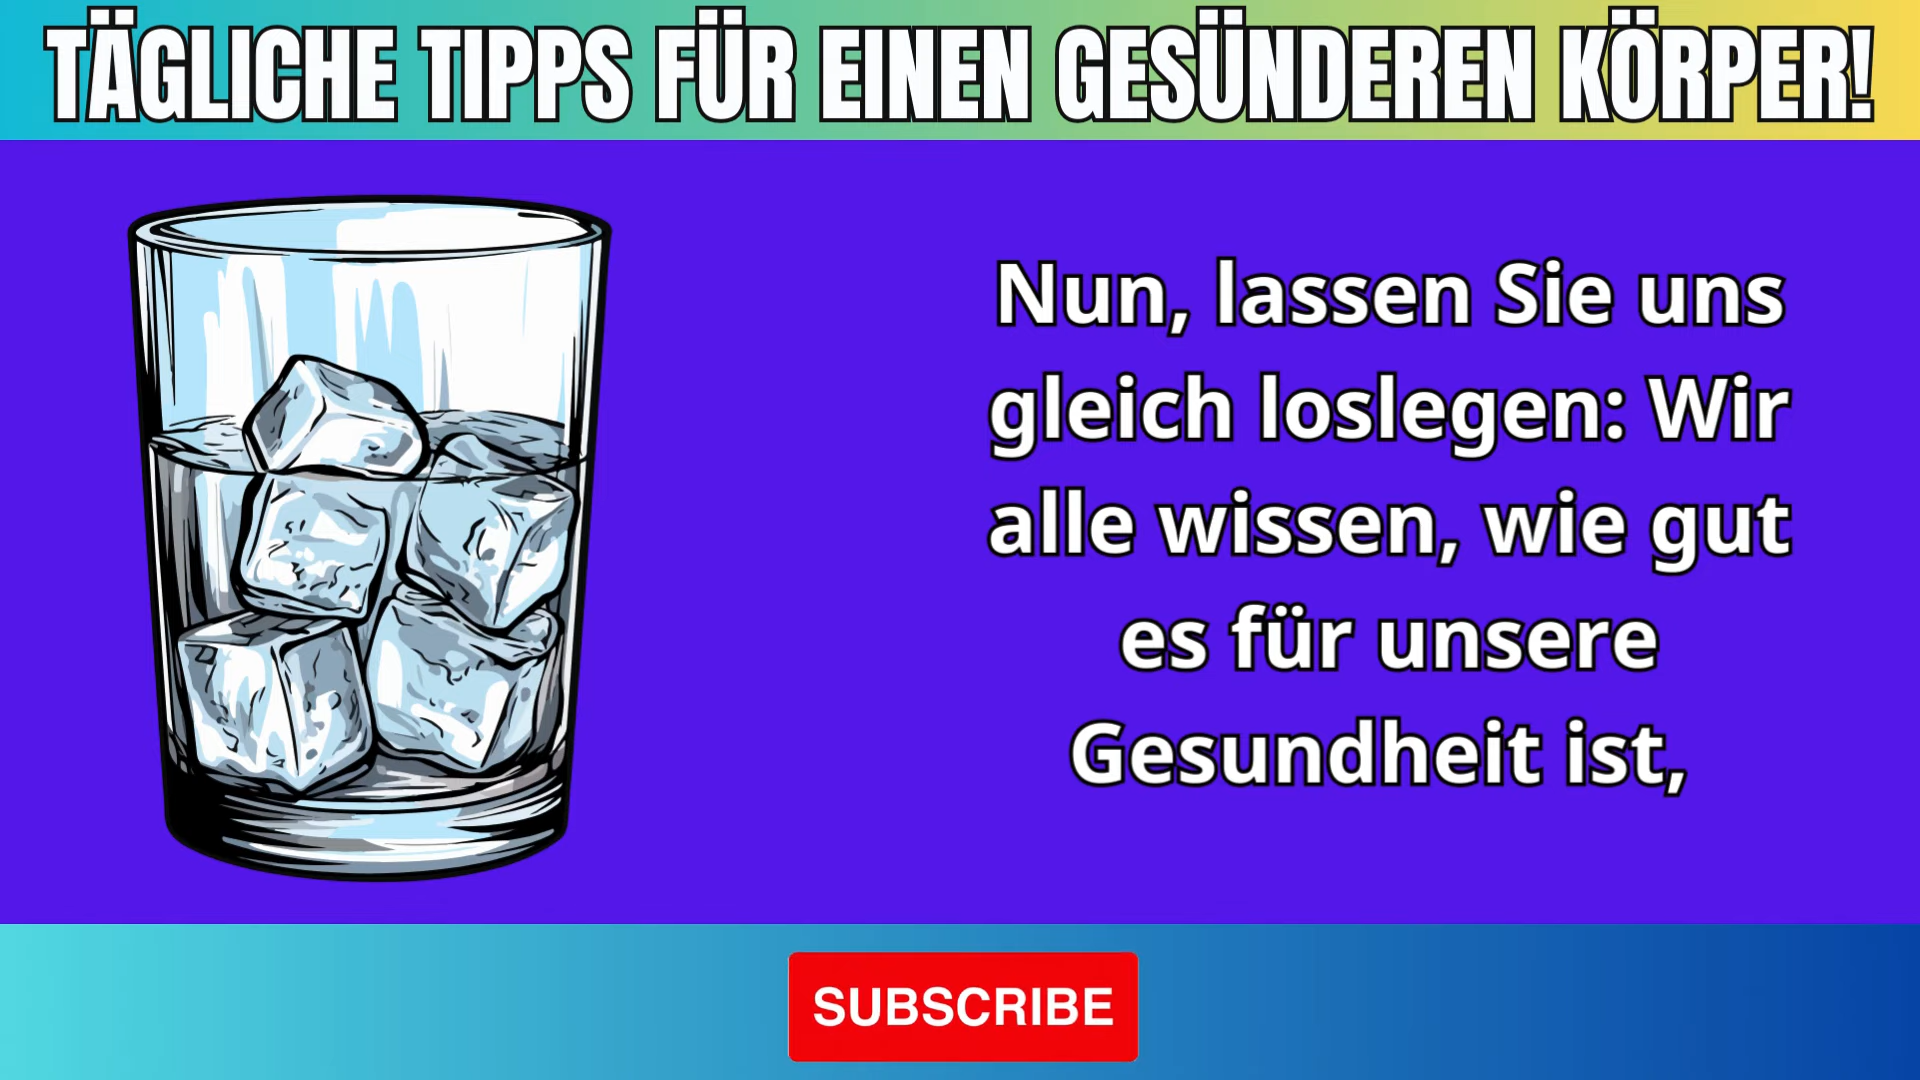 TÄGLICHE TIPPS FÜR EINEN GESÜNDEREN KÖRPER!
Nun, lassen Sie uns
gleich loslegen: Wir
alle wissen, wie gut
es für unsere
Gesundheit ist,
SUBSCRIBE